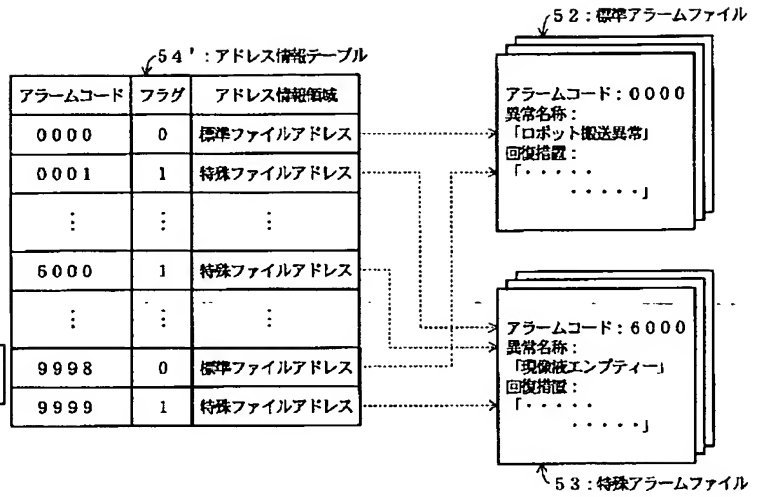 52:標準アラームファイル
54':アドレス情報テーブル
アラームコード フラグ アドレス情報領域
0000 0 標準ファイルアドレス
0001 1 特殊ファイルアドレス
⋮ ⋮ ⋮
6000 1 特殊ファイルアドレス
⋮ ⋮ ⋮
9998 0 標準ファイルアドレス
9999 1 特殊ファイルアドレス
アラームコード:0000
異常名称:
「ロボット搬送異常」
回復措置:
「・・・・・
・・・・・」
アラームコード:6000
異常名称:
「現像液エンプティー」
回復措置:
「・・・・・
・・・・・」
53:特殊アラームファイル